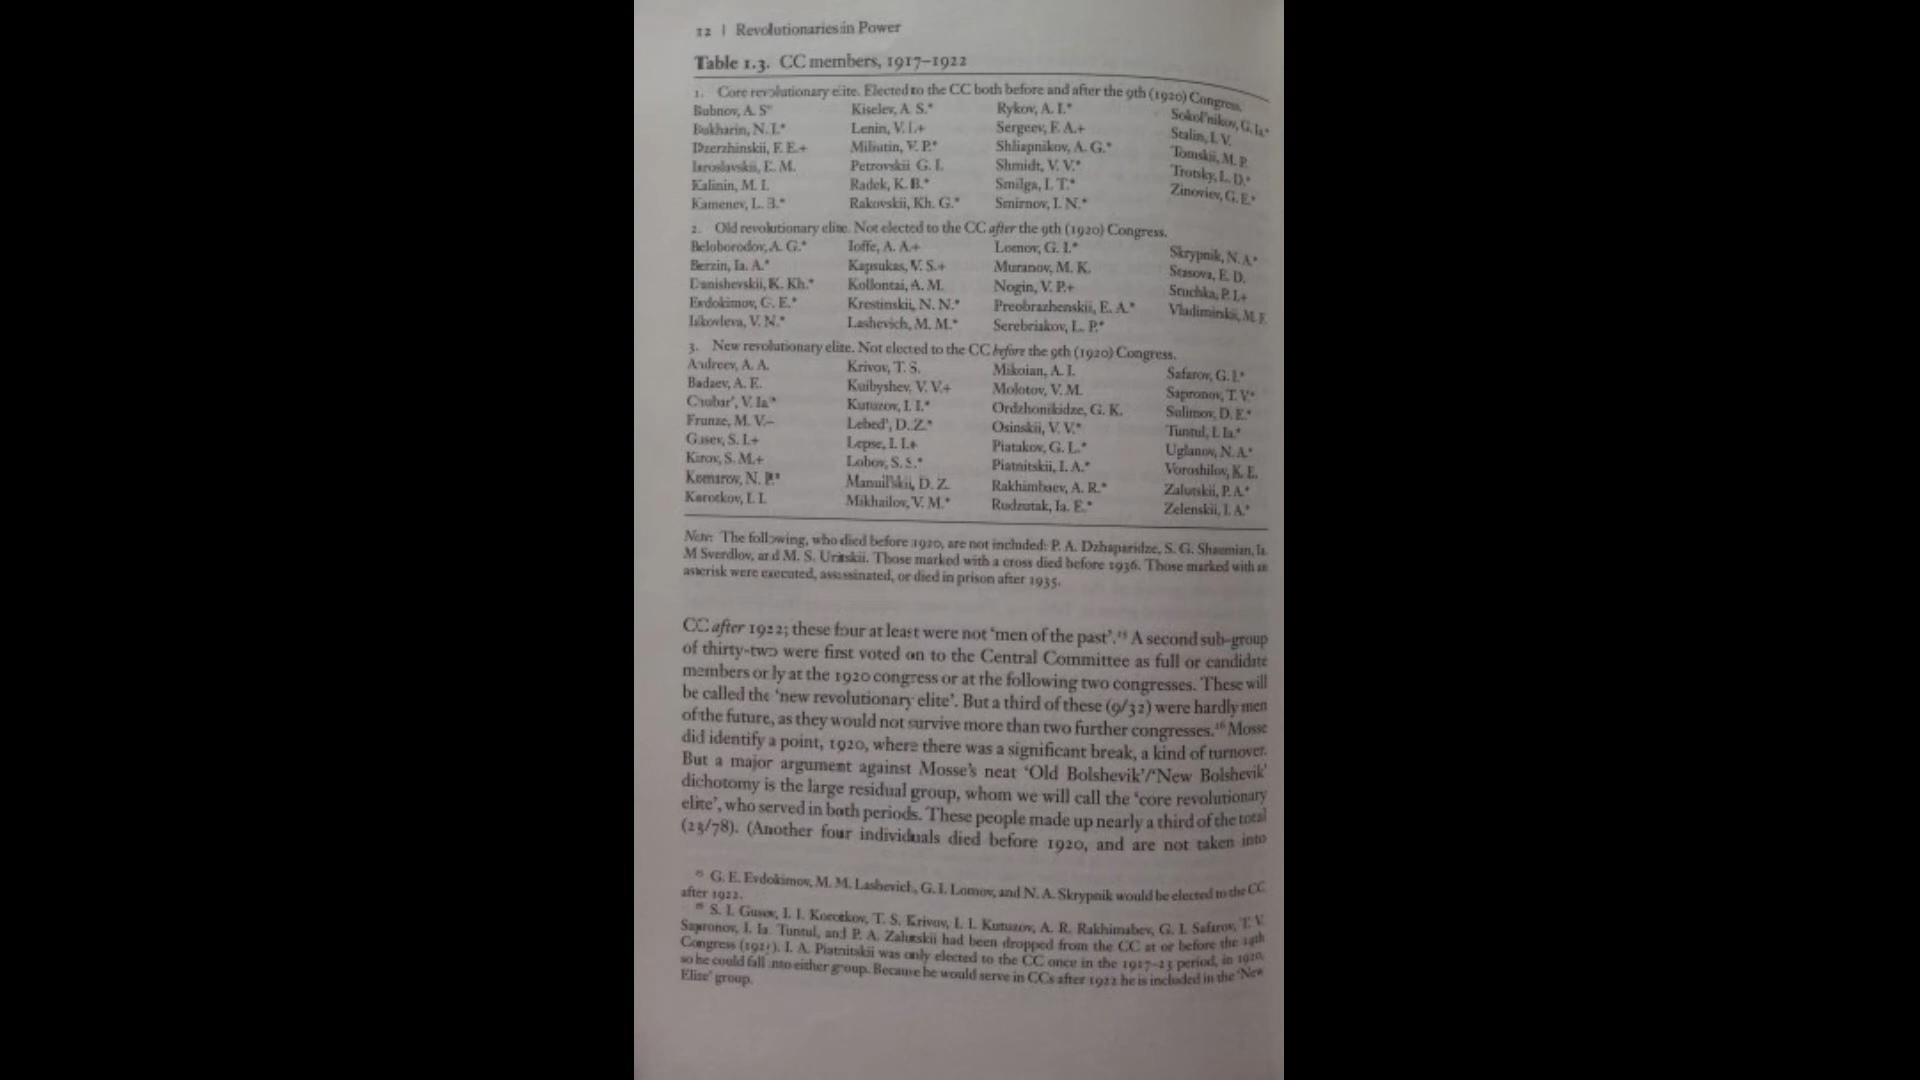 12 | Revolutionaries in Power
Table 1.3. CC members, 1917–1922
1. Core revolutionary elite. Elected to the CC both before and after the 9th (1920) Congress.
Bubnov, A. S* Kiselev, A. S.* Rykov, A. I.* Sokol'nikov, G. Ia.*
Bukharin, N. I.* Lenin, V. I.+ Sergeev, F. A.+ Stalin, I. V.
Dzerzhinskii, F. E.+ Miliutin, V. P.* Shliapnikov, A. G.* Tomskii, M. P.
Iaroslavskii, E. M. Petrovskii G. I. Shmidt, V. V.* Trotsky, L. D.*
Kalinin, M. I. Radek, K. B.* Smilga, I. T.* Zinoviev, G. E.*
Kamenev, L. B.* Rakovskii, Kh. G.* Smirnov, I. N.*
2. Old revolutionary elite. Not elected to the CC after the 9th (1920) Congress.
Beloborodov, A. G.* Ioffe, A. A.+ Lomov, G. I.* Skrypnik, N. A.*
Berzin, Ia. A.* Kapsukas, V. S.+ Muranov, M. K. Stasova, E. D.
Danishevskii, K. Kh.* Kollontai, A. M. Nogin, V. P.+ Stuchka, P. I.+
Evdokimov, G. E.* Krestinskii, N. N.* Preobrazhenskii, E. A.* Vladimirskii, M. F.
Iakovleva, V. N.* Lashevich, M. M.* Serebriakov, L. P.*
3. New revolutionary elite. Not elected to the CC before the 9th (1920) Congress.
Andreev, A. A. Krivov, T. S. Mikoian, A. I. Safarov, G. I.*
Badaev, A. E. Kuibyshev, V. V.+ Molotov, V. M. Sapronov, T. V.*
Chubar', V. Ia.* Kutuzov, I. I.* Ordzhonikidze, G. K. Sulimov, D. E.*
Frunze, M. V.+ Lebed', D. Z.* Osinskii, V. V.* Tuntul, I. Ia.*
Gusev, S. I.+ Lepse, I. I.+ Piatakov, G. L.* Uglanov, N. A.*
Kirov, S. M.+ Lobov, S. S.* Piatnitskii, I. A.* Voroshilov, K. E.
Komarov, N. P.* Manuil'skii, D. Z. Rakhimbaev, A. R.* Zalutskii, P. A.*
Korotkov, I. I. Mikhailov, V. M.* Rudzutak, Ia. E.* Zelenskii, I. A.*
Note: The following, who died before 1920, are not included: P. A. Dzhaparidze, S. G. Shaumian, Ia.
M Sverdlov, and M. S. Uritskii. Those marked with a cross died before 1936. Those marked with an
asterisk were executed, assassinated, or died in prison after 1935.
CC after 1922; these four at least were not 'men of the past'.25 A second sub-group
of thirty-two were first voted on to the Central Committee as full or candidate
members only at the 1920 congress or at the following two congresses. These will
be called the 'new revolutionary elite'. But a third of these (9/32) were hardly men
of the future, as they would not survive more than two further congresses.26 Mosse
did identify a point, 1920, where there was a significant break, a kind of turnover.
But a major argument against Mosse's neat 'Old Bolshevik'/'New Bolshevik'
dichotomy is the large residual group, whom we will call the 'core revolutionary
elite', who served in both periods. These people made up nearly a third of the total
(23/78). (Another four individuals died before 1920, and are not taken into
25 G. E. Evdokimov, M. M. Lashevich, G. I. Lomov, and N. A. Skrypnik would be elected to the CC
after 1922.
26 S. I. Gusev, I. I. Korotkov, T. S. Krivov, I. I. Kutuzov, A. R. Rakhimabev, G. I. Safarov, T. V.
Sapronov, I. Ia. Tuntul, and P. A. Zalutskii had been dropped from the CC at or before the 14th
Congress (1925). I. A. Piatnitskii was only elected to the CC once in the 1917–23 period, in 1920,
so he could fall into either group. Because he would serve in CCs after 1922 he is included in the 'New
Elite' group.